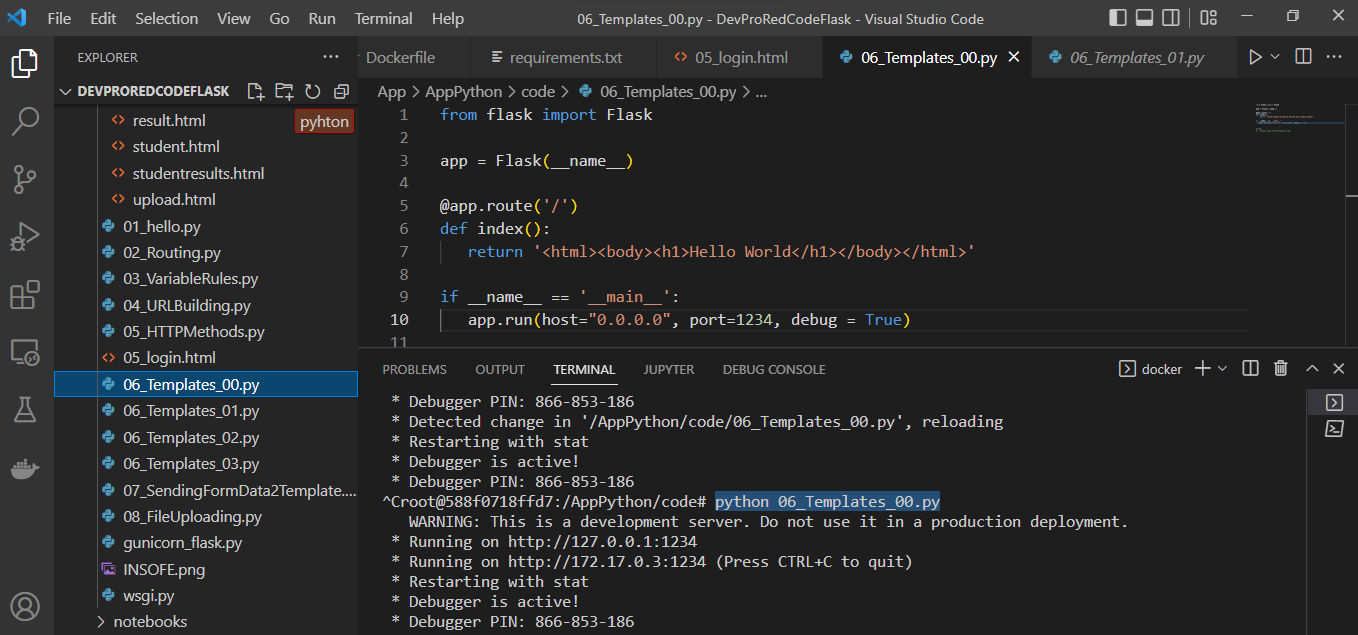 File Edit Selection View Go Run Terminal Help
06_Templates_00.py - DevProRedCodeFlask - Visual Studio Code
EXPLORER
DEVPROREDCODEFLASK
result.html
pyhton
student.html
studentresults.html
upload.html
01_hello.py
02_Routing.py
03_VariableRules.py
04_URLBuilding.py
05_HTTPMethods.py
05_login.html
06_Templates_00.py
06_Templates_01.py
06_Templates_02.py
06_Templates_03.py
07_SendingFormData2Template....
08_FileUploading.py
gunicorn_flask.py
INSOFE.png
wsgi.py
notebooks
Dockerfile
requirements.txt
05_login.html
06_Templates_00.py
06_Templates_01.py
App > AppPython > code > 06_Templates_00.py > ...
1 from flask import Flask
2
3 app = Flask(__name__)
4
5 @app.route('/')
6 def index():
7 return '<html><body><h1>Hello World</h1></body></html>'
8
9 if __name__ == '__main__':
10 app.run(host="0.0.0.0", port=1234, debug = True)
11
PROBLEMS OUTPUT TERMINAL JUPYTER DEBUG CONSOLE
docker
* Debugger PIN: 866-853-186
* Detected change in '/AppPython/code/06_Templates_00.py', reloading
* Restarting with stat
* Debugger is active!
* Debugger PIN: 866-853-186
^Croot@588f0718ffd7:/AppPython/code# python 06_Templates_00.py
WARNING: This is a development server. Do not use it in a production deployment.
* Running on http://127.0.0.1:1234
* Running on http://172.17.0.3:1234 (Press CTRL+C to quit)
* Restarting with stat
* Debugger is active!
* Debugger PIN: 866-853-186